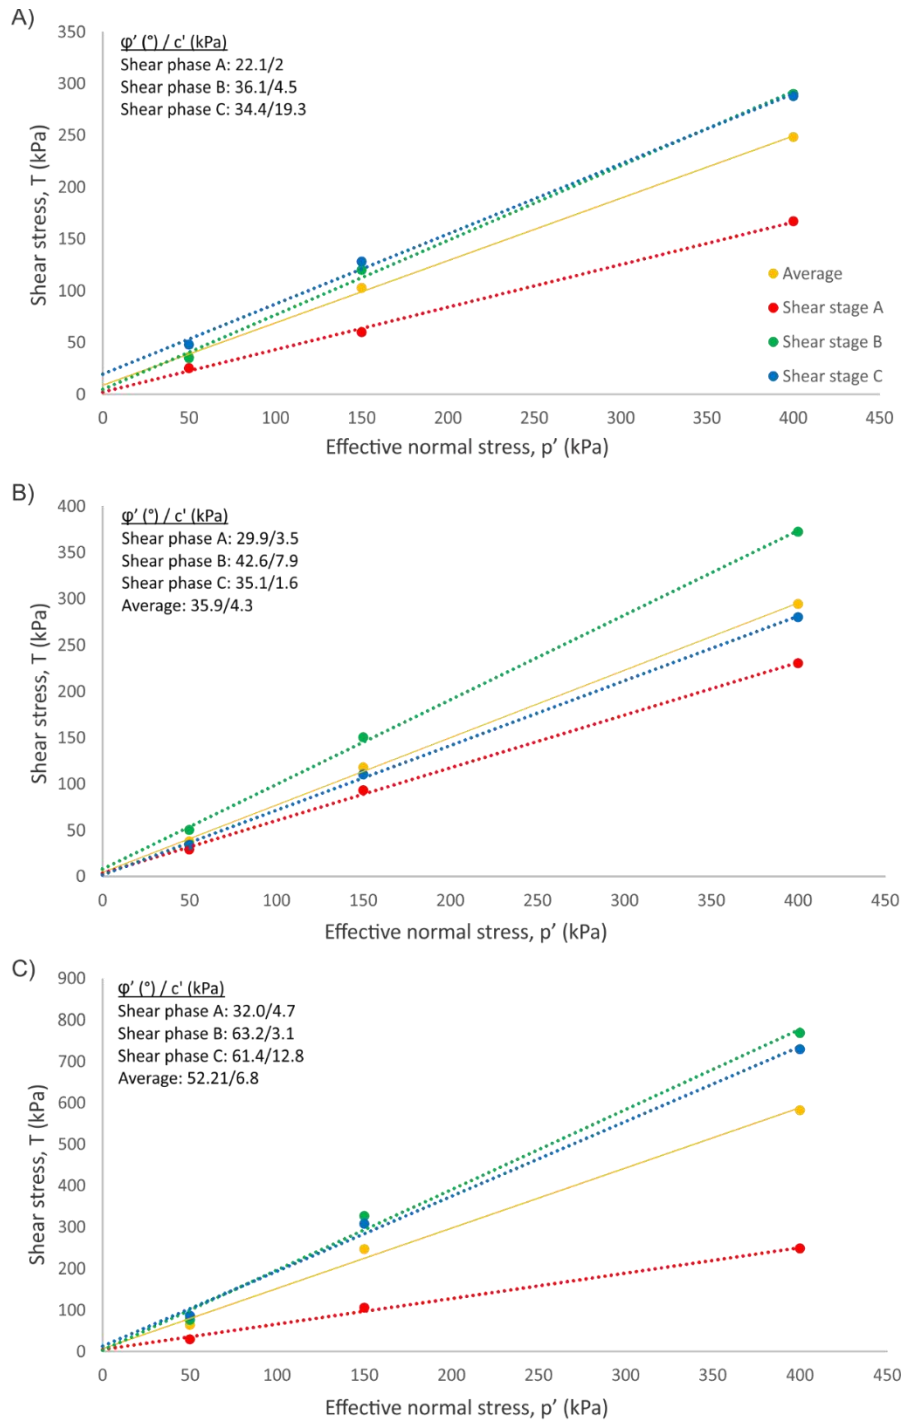 A)
φ’ (°) / c' (kPa)
Shear phase A: 22.1/2
Shear phase B: 36.1/4.5
Shear phase C: 34.4/19.3
350
300
250
200
150
100
50
0
Shear stress, T (kPa)
Average
Shear stage A
Shear stage B
Shear stage C
0 50 100 150 200 250 300 350 400 450
Effective normal stress, p’ (kPa)
B)
φ’ (°) / c' (kPa)
Shear phase A: 29.9/3.5
Shear phase B: 42.6/7.9
Shear phase C: 35.1/1.6
Average: 35.9/4.3
400
350
300
250
200
150
100
50
0
Shear stress, T (kPa)
0 50 100 150 200 250 300 350 400 450
Effective normal stress, p’ (kPa)
C)
φ’ (°) / c' (kPa)
Shear phase A: 32.0/4.7
Shear phase B: 63.2/3.1
Shear phase C: 61.4/12.8
Average: 52.21/6.8
900
800
700
600
500
400
300
200
100
0
Shear stress, T (kPa)
0 50 100 150 200 250 300 350 400 450
Effective normal stress, p’ (kPa)